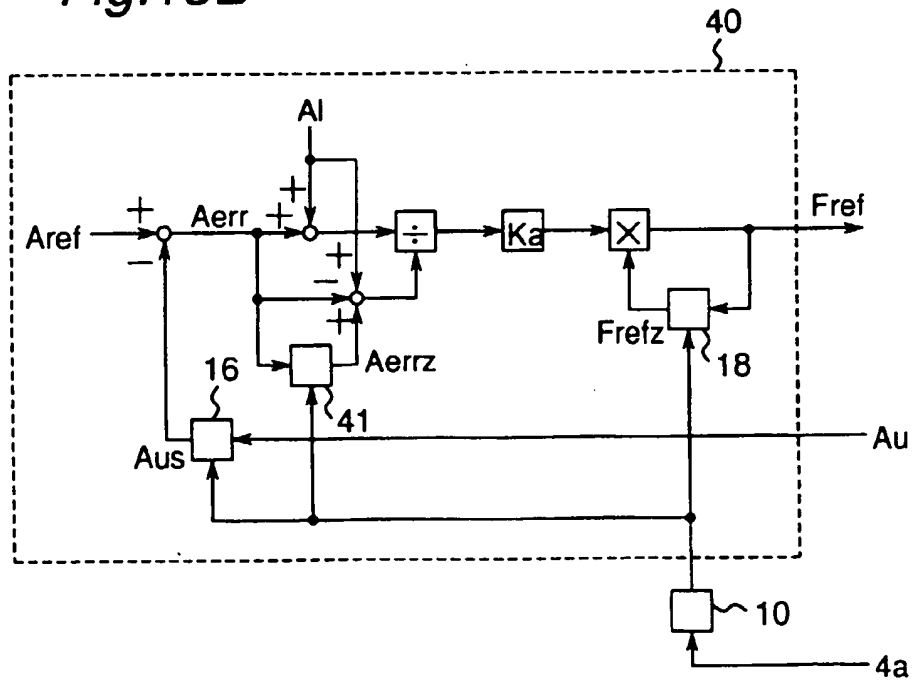 40
Al
+
+
+
Aerr
Fref
Aref
÷
Ka
×
−
+
−
+
Frefz
Aerrz
18
16
41
Au
Aus
10
4a